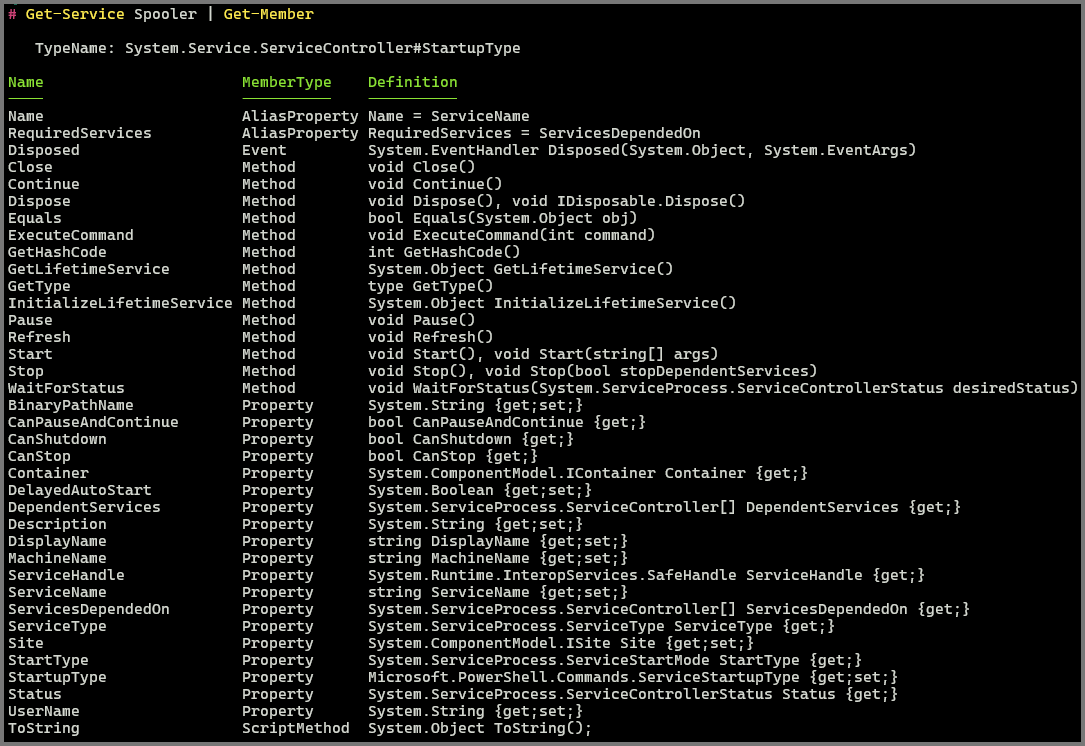 # Get-Service Spooler | Get-Member
TypeName: System.Service.ServiceController#StartupType
Name MemberType Definition
Name AliasProperty Name = ServiceName
RequiredServices AliasProperty RequiredServices = ServicesDependedOn
Disposed Event System.EventHandler Disposed(System.Object, System.EventArgs)
Close Method void Close()
Continue Method void Continue()
Dispose Method void Dispose(), void IDisposable.Dispose()
Equals Method bool Equals(System.Object obj)
ExecuteCommand Method void ExecuteCommand(int command)
GetHashCode Method int GetHashCode()
GetLifetimeService Method System.Object GetLifetimeService()
GetType Method type GetType()
InitializeLifetimeService Method System.Object InitializeLifetimeService()
Pause Method void Pause()
Refresh Method void Refresh()
Start Method void Start(), void Start(string[] args)
Stop Method void Stop(), void Stop(bool stopDependentServices)
WaitForStatus Method void WaitForStatus(System.ServiceProcess.ServiceControllerStatus desiredStatus)
BinaryPathName Property System.String {get;set;}
CanPauseAndContinue Property bool CanPauseAndContinue {get;}
CanShutdown Property bool CanShutdown {get;}
CanStop Property bool CanStop {get;}
Container Property System.ComponentModel.IContainer Container {get;}
DelayedAutoStart Property System.Boolean {get;set;}
DependentServices Property System.ServiceProcess.ServiceController[] DependentServices {get;}
Description Property System.String {get;set;}
DisplayName Property string DisplayName {get;set;}
MachineName Property string MachineName {get;set;}
ServiceHandle Property System.Runtime.InteropServices.SafeHandle ServiceHandle {get;}
ServiceName Property string ServiceName {get;set;}
ServicesDependedOn Property System.ServiceProcess.ServiceController[] ServicesDependedOn {get;}
ServiceType Property System.ServiceProcess.ServiceType ServiceType {get;}
Site Property System.ComponentModel.ISite Site {get;set;}
StartType Property System.ServiceProcess.ServiceStartMode StartType {get;}
StartupType Property Microsoft.PowerShell.Commands.ServiceStartupType {get;set;}
Status Property System.ServiceProcess.ServiceControllerStatus Status {get;}
UserName Property System.String {get;set;}
ToString ScriptMethod System.Object ToString();